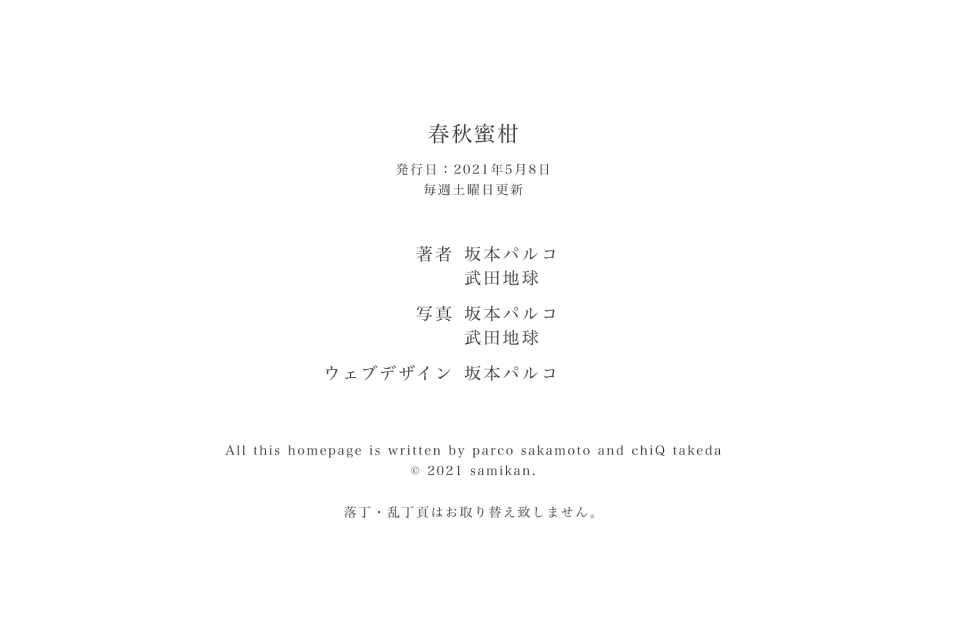 春秋蜜柑
発行日：2021年5月8日
毎週土曜日更新
著者 坂本パルコ
武田地球
写真 坂本パルコ
武田地球
ウェブデザイン 坂本パルコ
All this homepage is written by parco sakamoto and chiQ takeda
© 2021 samikan.
落丁・乱丁頁はお取り替え致しません。